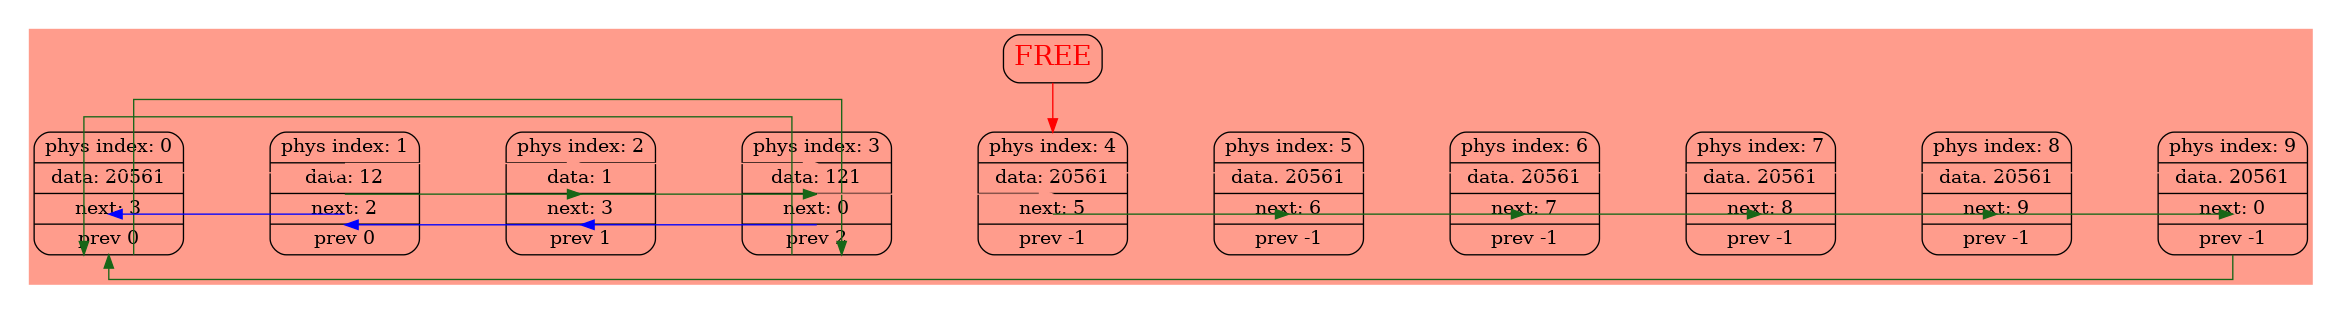 FREE
phys index: 0
data: 20561
next: 3
prev 0
phys index: 1
data: 12
next: 2
prev 0
phys index: 2
data: 1
next: 3
prev 1
phys index: 3
data: 121
next: 0
prev 2
phys index: 4
data: 20561
next: 5
prev -1
phys index: 5
data. 20561
next: 6
prev -1
phys index: 6
data. 20561
next: 7
prev -1
phys index: 7
data. 20561
next: 8
prev -1
phys index: 8
data. 20561
next: 9
prev -1
phys index: 9
data. 20561
next: 0
prev -1